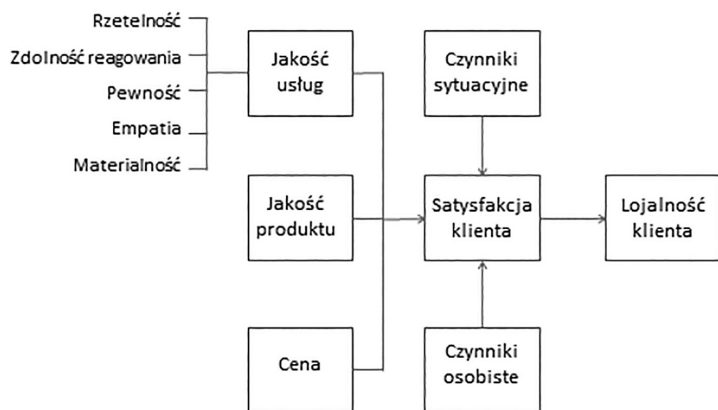 Rzetelność
Zdolność reagowania
Pewność
Empatia
Materialność
Jakość
usług
Czynniki
sytuacyjne
Jakość
produktu
Satysfakcja
klienta
Lojalność
klienta
Cena
Czynniki
osobiste